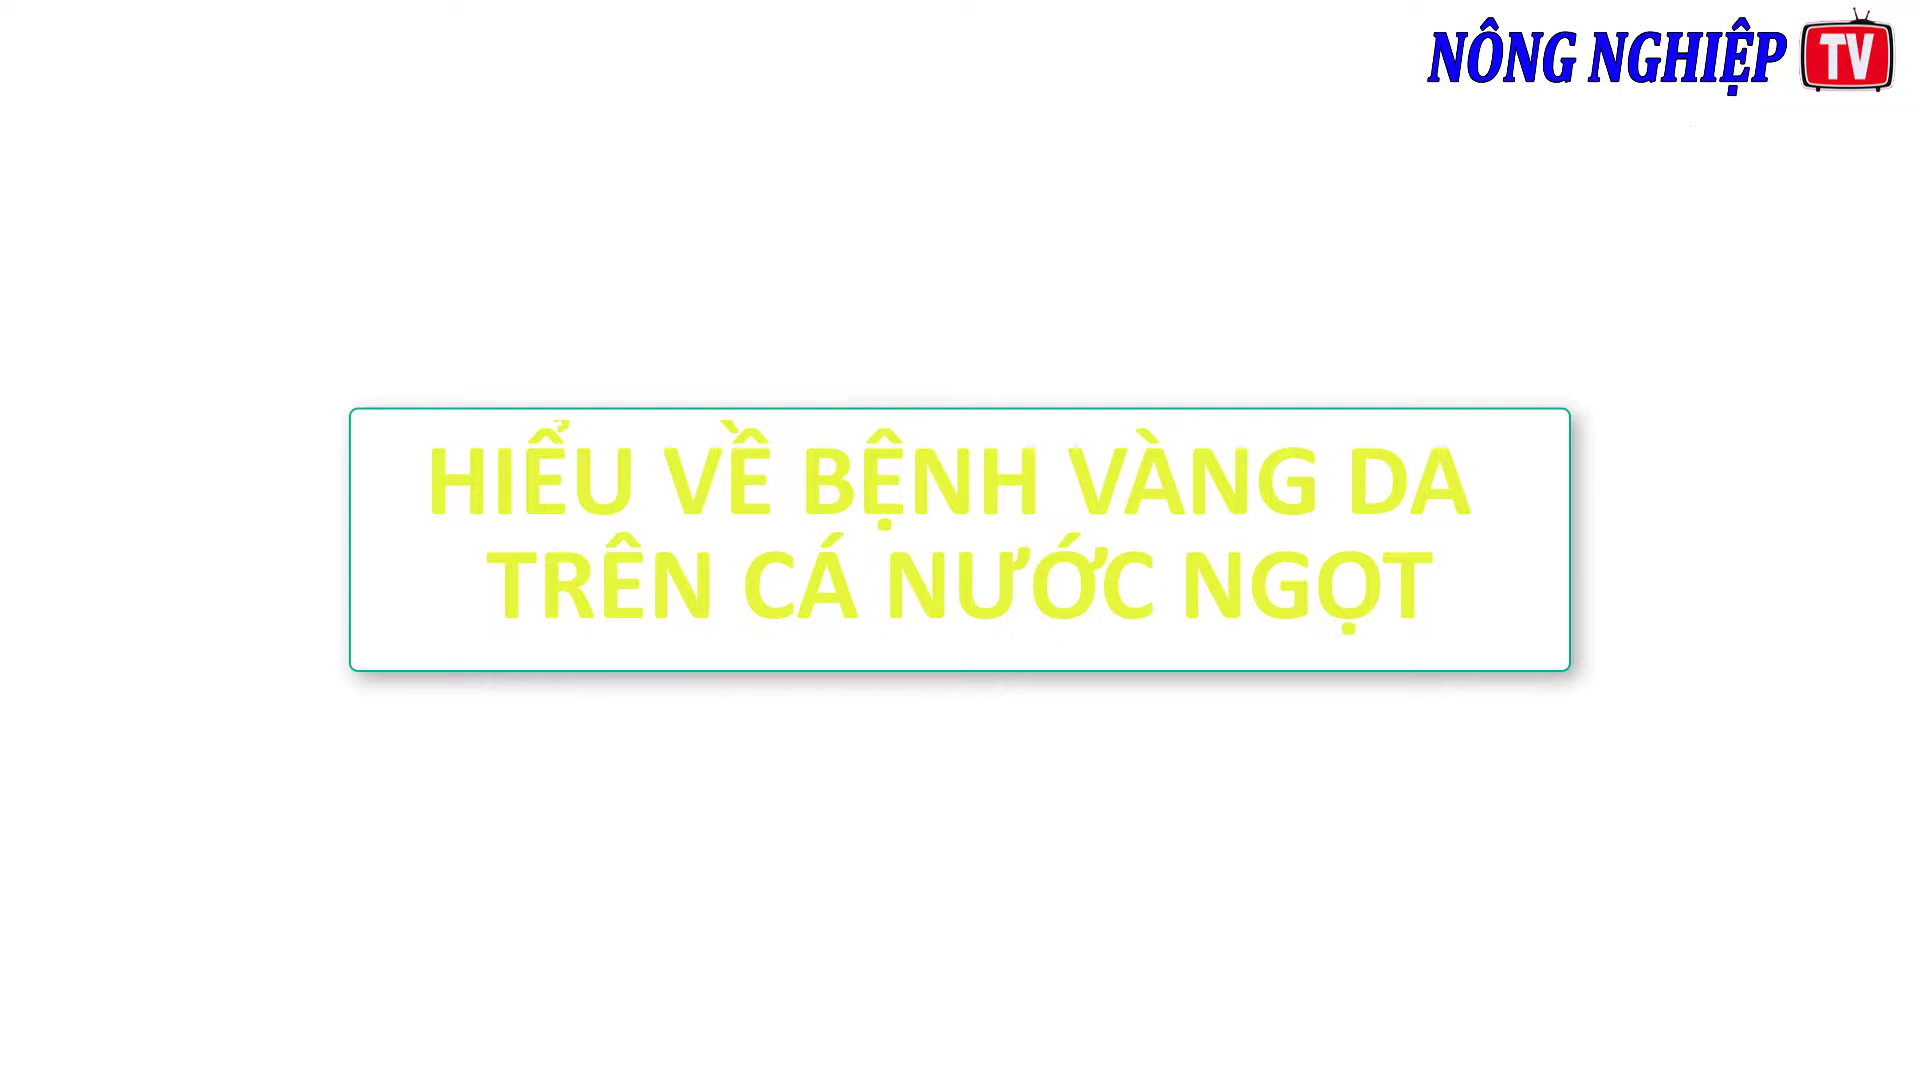 NÔNG NGHIỆP TV
HIỂU VỀ BỆNH VÀNG DA
TRÊN CÁ NƯỚC NGỌT